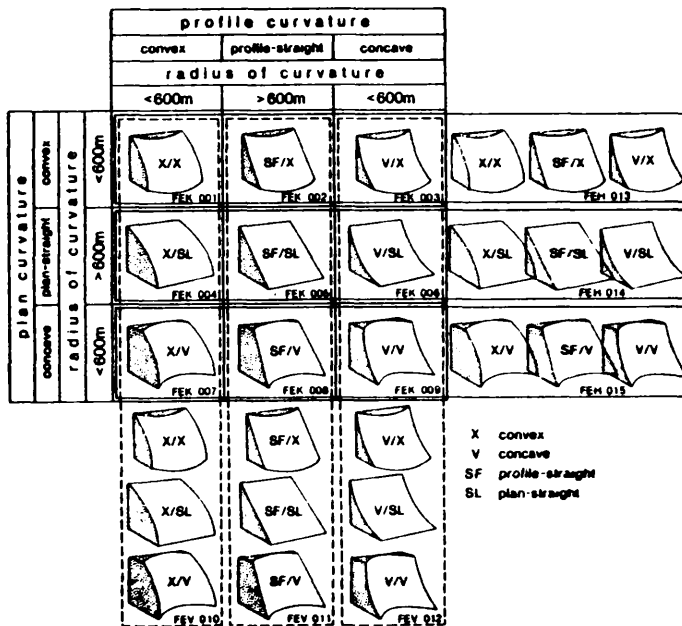 profile curvature
convex profile-straight concave
radius of curvature
<600m >600m <600m
plan curvature
convex plan-straight concave
radius of curvature
<600m >600m <600m
X/X SF/X V/X X/X SF/X V/X
FEK 001 FEK 002 FEK 003 FEH 013
X/SL SF/SL V/SL X/SL SF/SL V/SL
FEK 004 FEK 005 FEK 006 FEH 014
X/V SF/V V/V X/V SF/V V/V
FEK 007 FEK 008 FEK 009 FEH 015
X/X SF/X V/X
X/SL SF/SL V/SL
X/V SF/V V/V
FEV 010 FEV 011 FEV 012
X convex
V concave
SF profile-straight
SL plan-straight